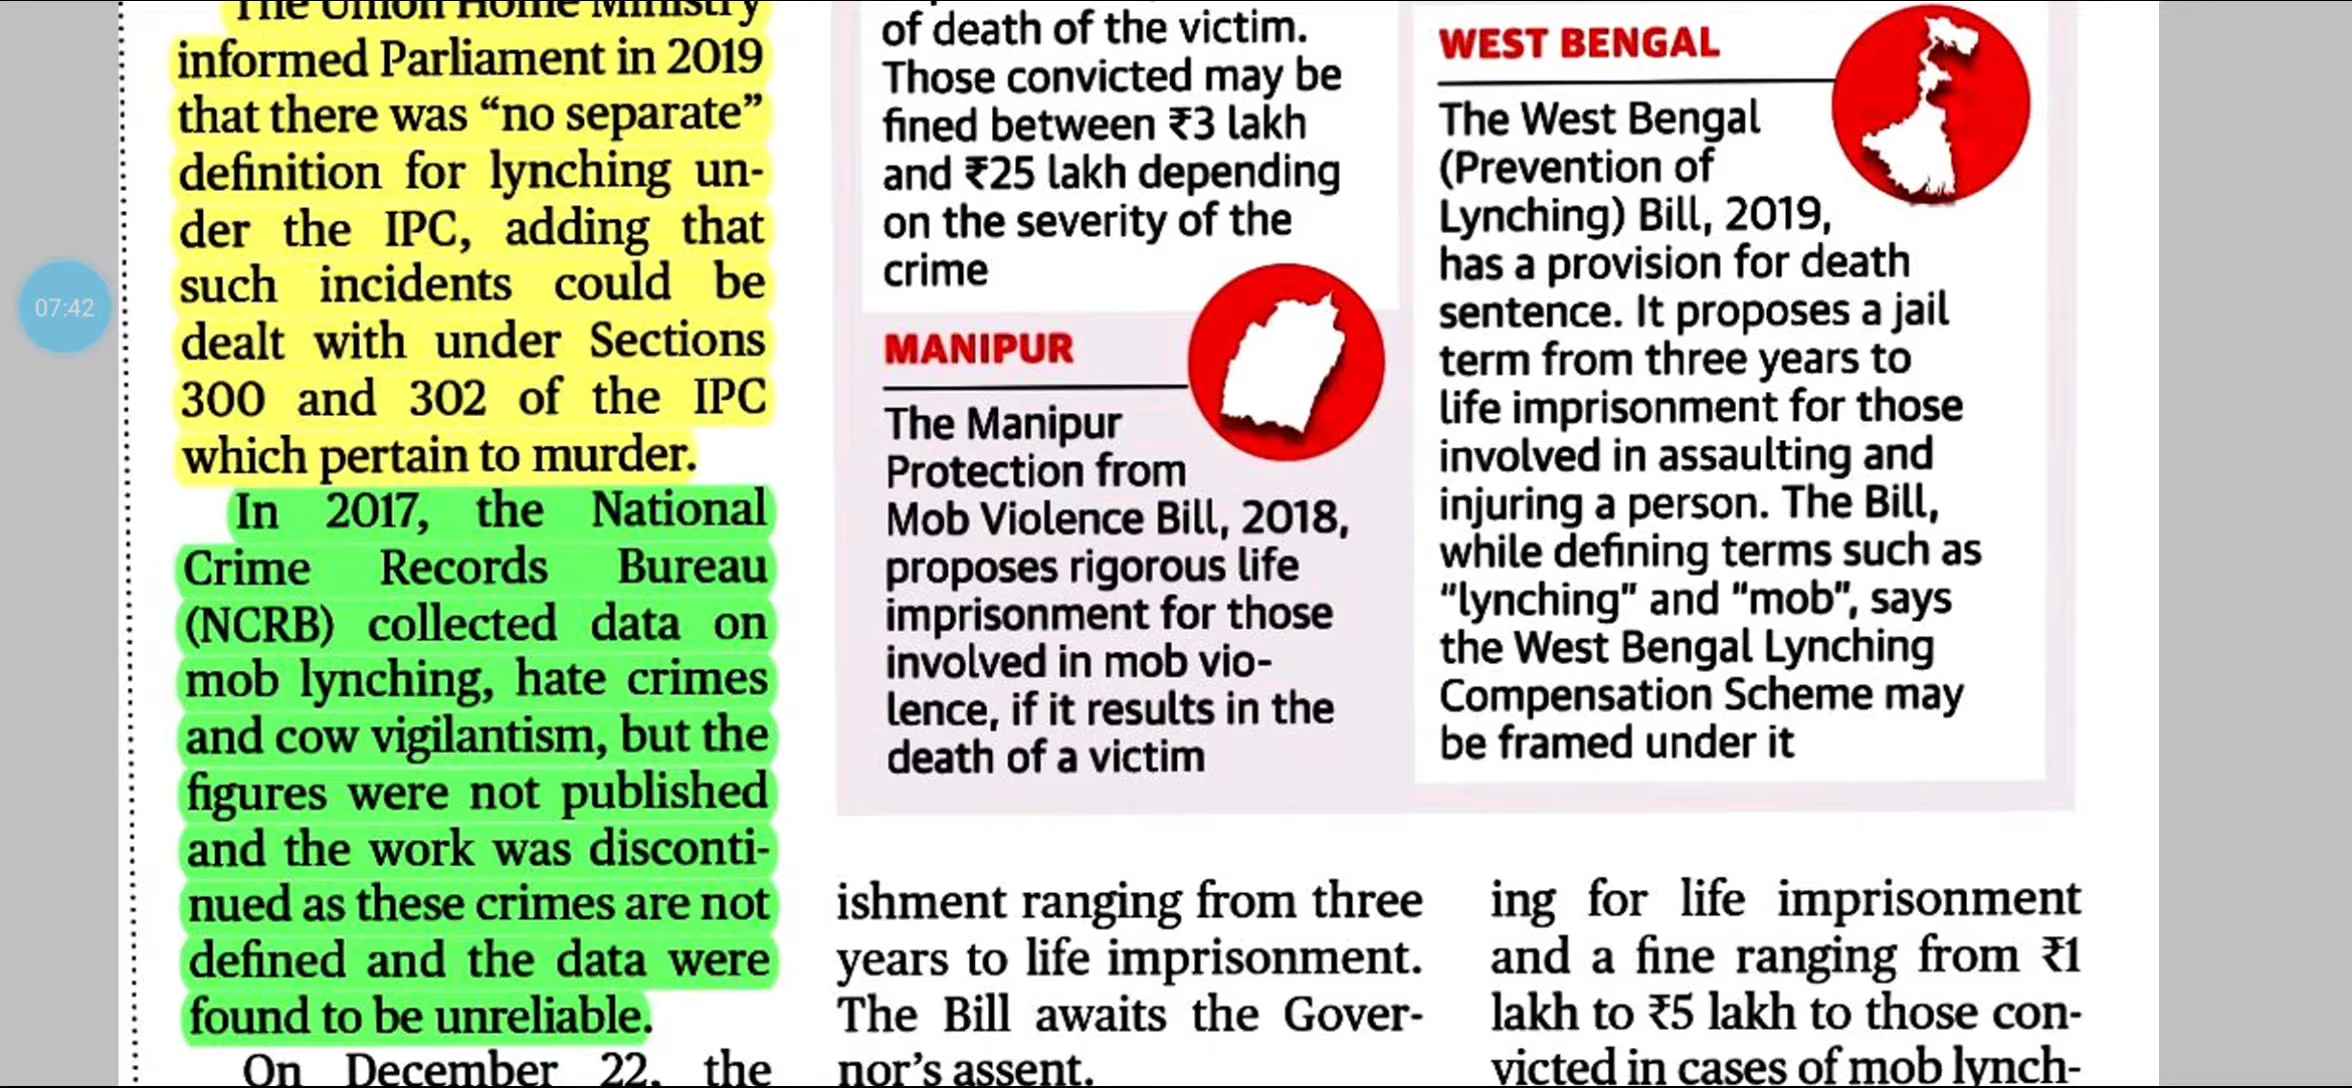 The Union Home Ministry
informed Parliament in 2019
that there was “no separate”
definition for lynching un-
der the IPC, adding that
such incidents could be
dealt with under Sections
300 and 302 of the IPC
which pertain to murder.
In 2017, the National
Crime Records Bureau
(NCRB) collected data on
mob lynching, hate crimes
and cow vigilantism, but the
figures were not published
and the work was disconti-
nued as these crimes are not
defined and the data were
found to be unreliable.
On December 22, the
07:42
of death of the victim.
Those convicted may be
fined between ₹3 lakh
and ₹25 lakh depending
on the severity of the
crime
MANIPUR
The Manipur
Protection from
Mob Violence Bill, 2018,
proposes rigorous life
imprisonment for those
involved in mob vio-
lence, if it results in the
death of a victim
WEST BENGAL
The West Bengal
(Prevention of
Lynching) Bill, 2019,
has a provision for death
sentence. It proposes a jail
term from three years to
life imprisonment for those
involved in assaulting and
injuring a person. The Bill,
while defining terms such as
"lynching" and "mob", says
the West Bengal Lynching
Compensation Scheme may
be framed under it
ishment ranging from three
years to life imprisonment.
The Bill awaits the Gover-
nor's assent.
ing for life imprisonment
and a fine ranging from ₹1
lakh to ₹5 lakh to those con-
victed in cases of mob lynch-